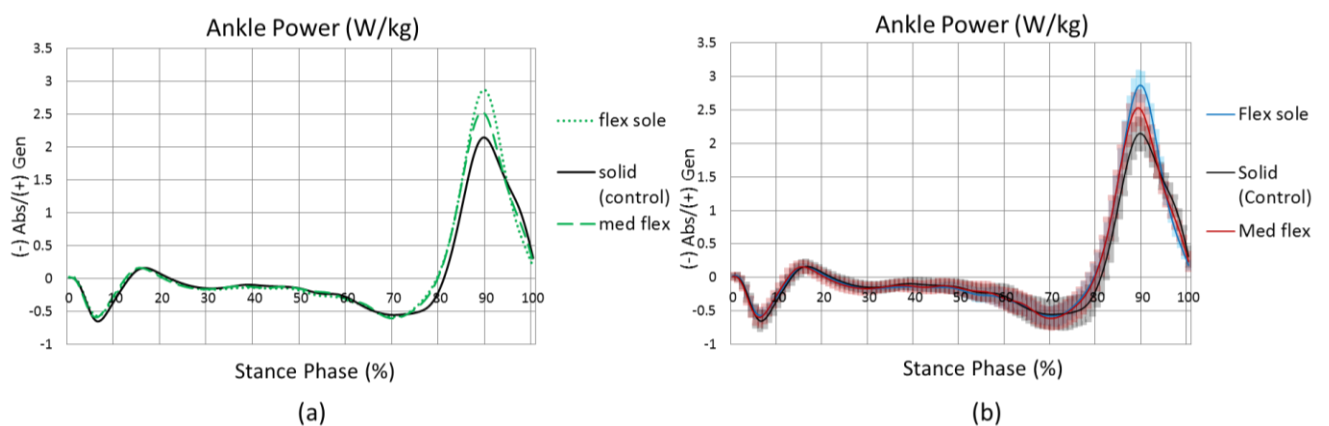 Ankle Power (W/kg)
3.5
3
2.5
2
1.5
1
0.5
0
-0.5
-1
(-) Abs/(+) Gen
0 10 20 30 40 50 60 70 80 90 100
Stance Phase (%)
flex sole
solid
(control)
med flex
(a)
Ankle Power (W/kg)
3.5
3
2.5
2
1.5
1
0.5
0
-0.5
-1
(-) Abs/(+) Gen
0 10 20 30 40 50 60 70 80 90 100
Stance Phase (%)
Flex sole
Solid
(Control)
Med flex
(b)